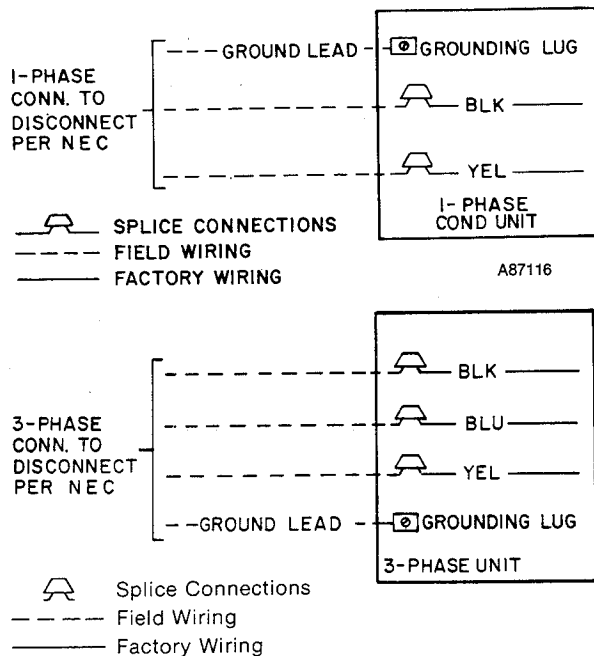 GROUND LEAD
GROUNDING LUG
1-PHASE
CONN. TO
DISCONNECT
PER NEC
BLK
YEL
1-PHASE
COND UNIT
SPLICE CONNECTIONS
FIELD WIRING
FACTORY WIRING
A87116
BLK
3-PHASE
CONN. TO
DISCONNECT
PER NEC
BLU
YEL
GROUND LEAD
GROUNDING LUG
3-PHASE UNIT
Splice Connections
Field Wiring
Factory Wiring